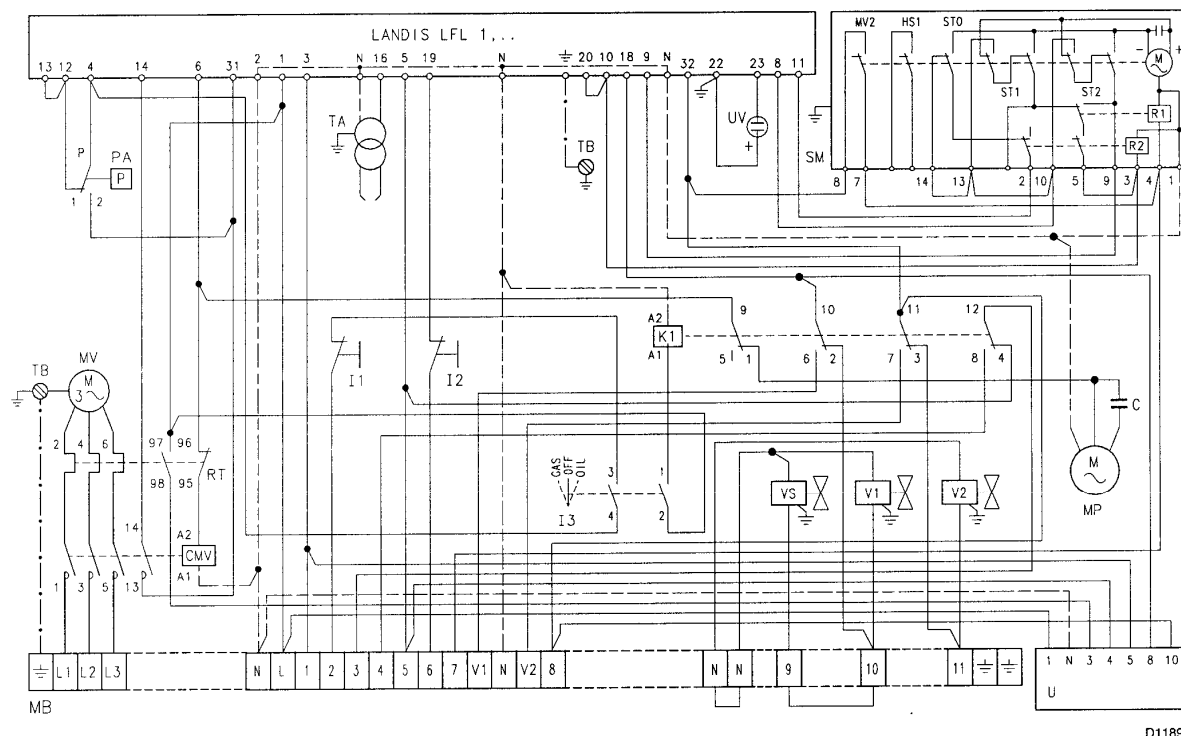 LANDIS LFL 1,..
13 12 4 14 6 31 2 1 3 N 16 5 19 N 20 10 18 9 N 32 22 23 8 11
MV2 HS1 ST0
- + M
ST1 ST2
R1
R2
SM
8 7 14 13 2 10 5 9 3 4 1
P PA
P
1 2
TA
TB
UV
+
9 10 11 12
A2
K1
A1
5 1 6 2 7 3 8 4
I1 I2
TB MV
M
3
2 4 6 97 96
RT
98 95
GAS
OFF
OIL
I3
3 1
4 2
VS V1 V2
C
M
MP
14 A2
CMV
A1
1 3 5 13
L1 L2 L3 N L 1 2 3 4 5 6 7 V1 N V2 8 N N 9 10 11
MB
1 N 3 4 5 8 10
U
D1189